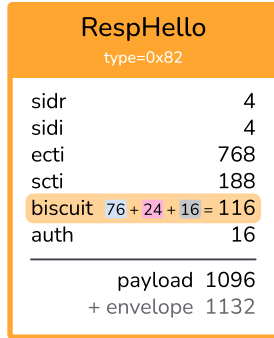 RespHello
type=0x82
sidr 4
sidi 4
ecti 768
scti 188
biscuit 76 + 24 + 16 = 116
auth 16
payload 1096
+ envelope 1132